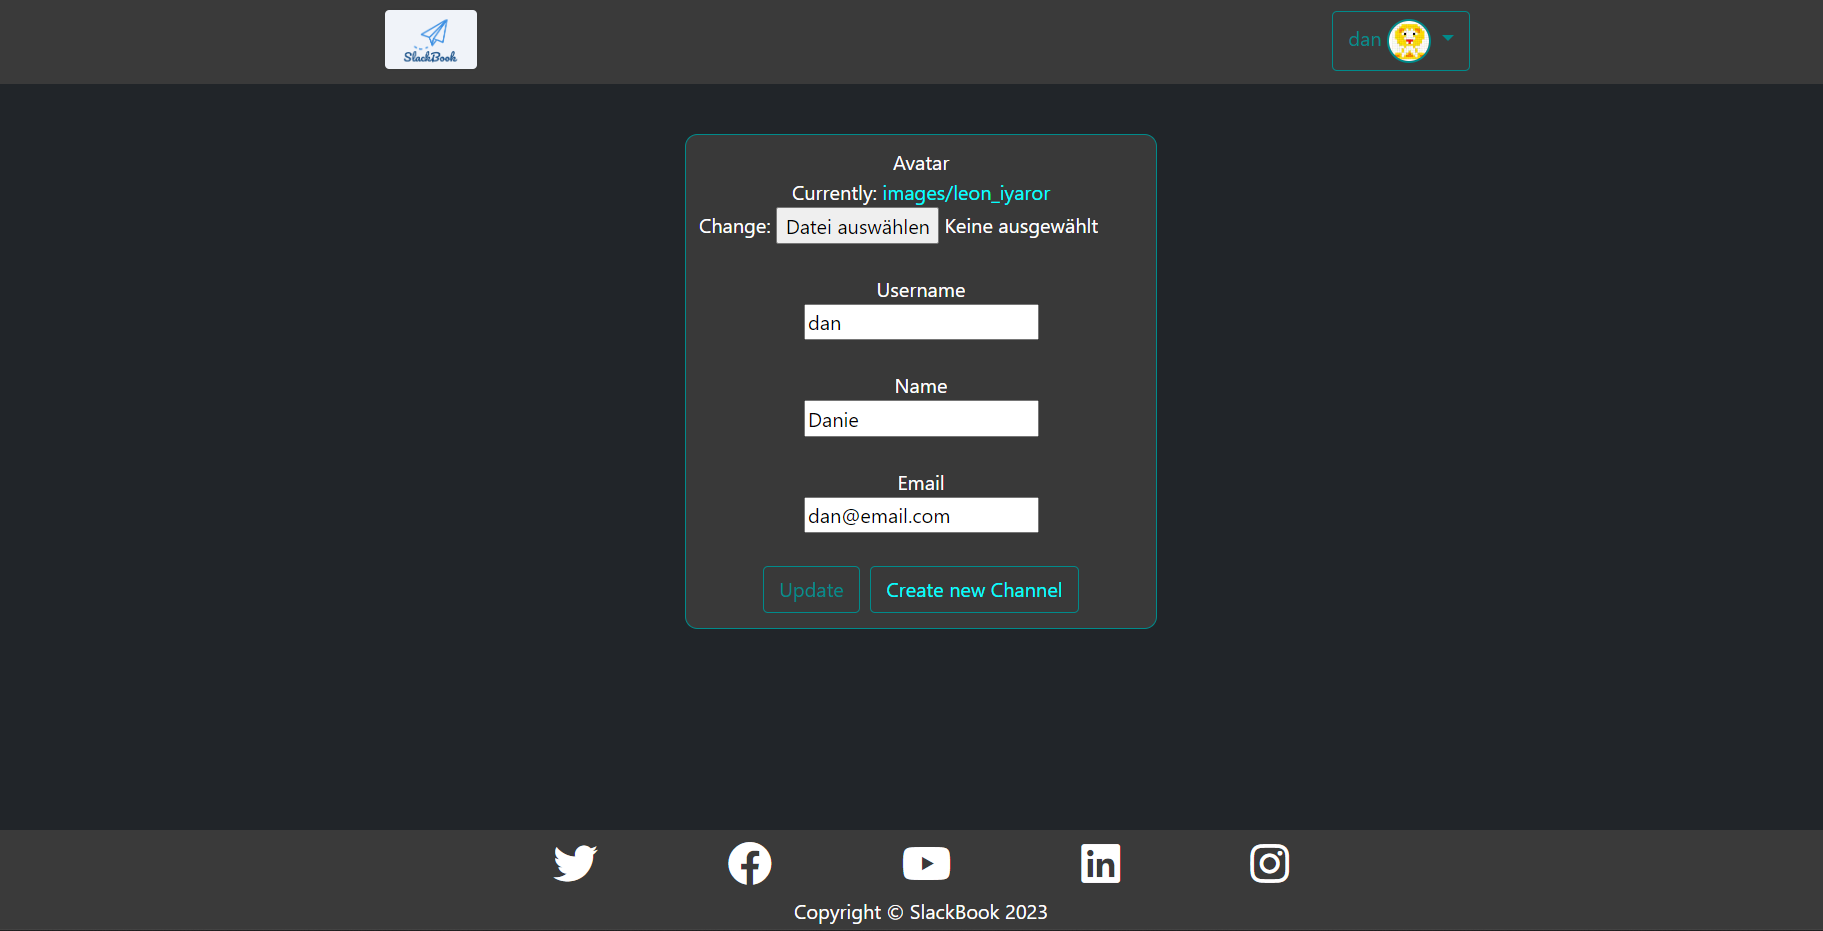 SlackBook
dan
Avatar
Currently: images/leon_iyaror
Change: Datei auswählen Keine ausgewählt
Username
dan
Name
Danie
Email
dan@email.com
Update Create new Channel
in
Copyright © SlackBook 2023